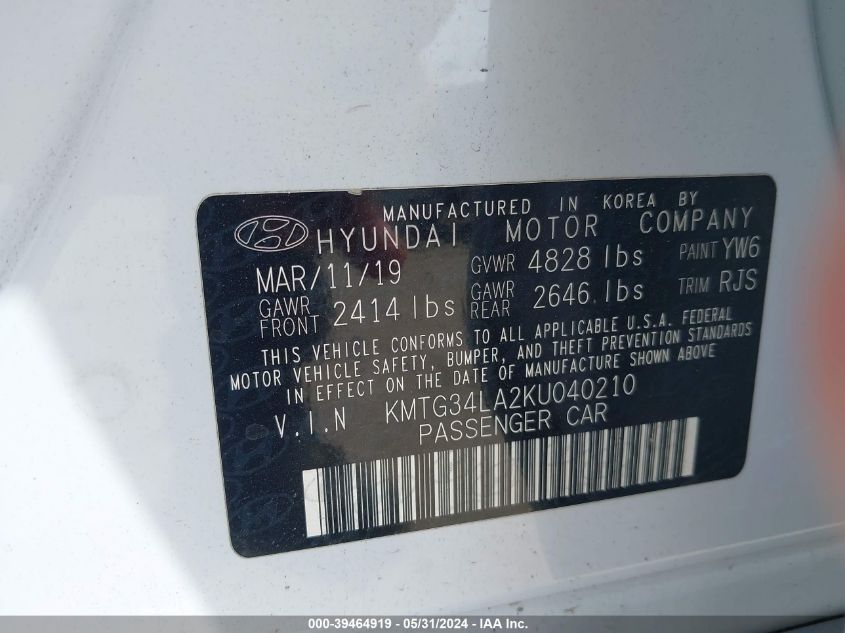 MANUFACTURED IN KOREA BY
HYUNDAI MOTOR COMPANY
MAR/11/19 GVWR 4828 lbs PAINT YW6
GAWR FRONT 2414 lbs GAWR REAR 2646 lbs TRIM RJS
THIS VEHICLE CONFORMS TO ALL APPLICABLE U.S.A. FEDERAL
MOTOR VEHICLE SAFETY, BUMPER, AND THEFT PREVENTION STANDARDS
IN EFFECT ON THE DATE OF MANUFACTURE SHOWN ABOVE
V.I.N KMTG34LA2KU040210
PASSENGER CAR
000-39464919 - 05/31/2024 - IAA Inc.